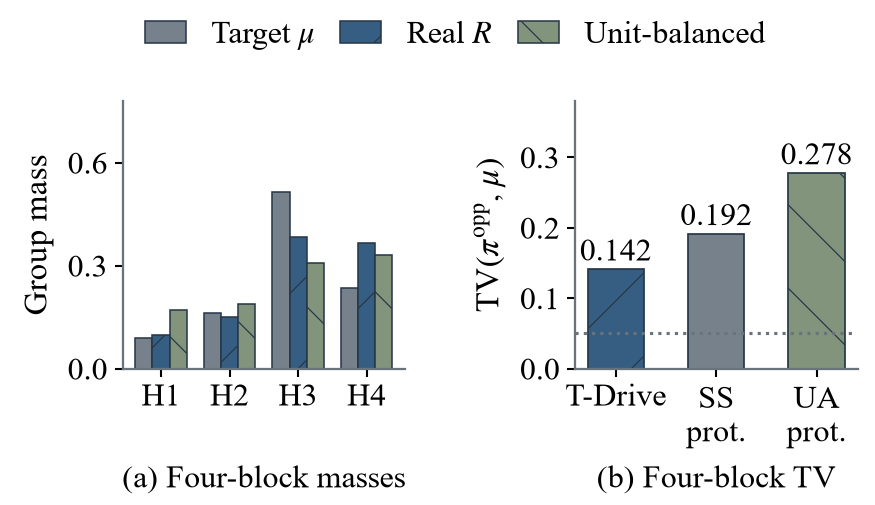 Target μ Real R Unit-balanced
Group mass
0.6
0.3
0.0
H1 H2 H3 H4
(a) Four-block masses
TV(π^opp, μ)
0.3
0.2
0.1
0.0
0.142
0.192
0.278
T-Drive SS prot. UA prot.
(b) Four-block TV